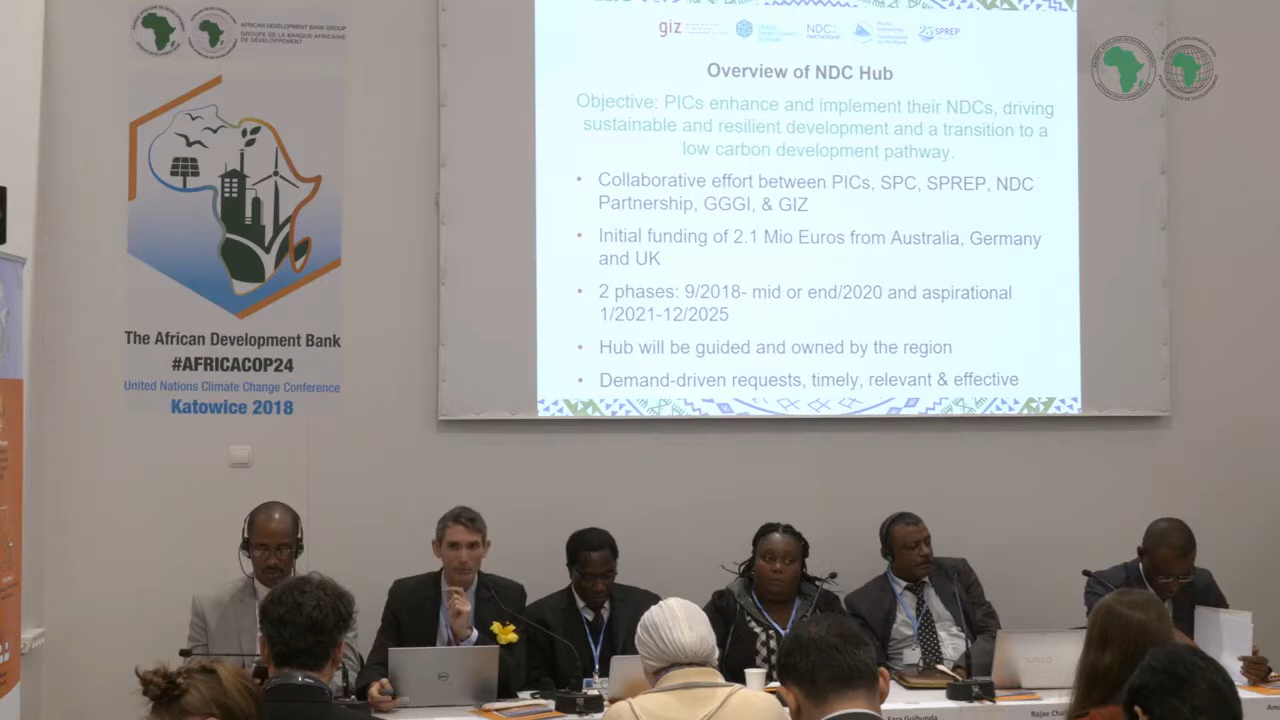 AFRICAN DEVELOPMENT BANK GROUP
GROUPE DE LA BANQUE AFRICAINE
DE DÉVELOPPEMENT
The African Development Bank
#AFRICACOP24
United Nations Climate Change Conference
Katowice 2018
giz
NDC
PARTNERSHIP
SPREP
Overview of NDC Hub
Objective: PICs enhance and implement their NDCs, driving
sustainable and resilient development and a transition to a
low carbon development pathway.
• Collaborative effort between PICs, SPC, SPREP, NDC
Partnership, GGGI, & GIZ
• Initial funding of 2.1 Mio Euros from Australia, Germany
and UK
• 2 phases: 9/2018- mid or end/2020 and aspirational
1/2021-12/2025
• Hub will be guided and owned by the region
• Demand-driven requests, timely, relevant & effective
DELL
VAIO
Rajae